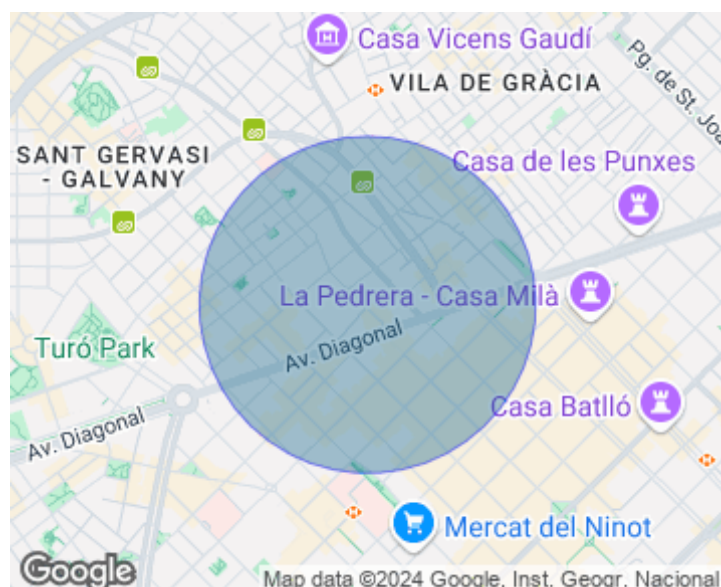 Casa Vicens Gaudí
VILA DE GRÀCIA
Pg. de St. Joa
SANT GERVASI
- GALVANY
Casa de les Punxes
La Pedrera - Casa Milà
Av. Diagonal
Turó Park
Casa Batlló
Av. Diagonal
Mercat del Ninot
Google
Map data ©2024 Google, Inst. Geogr. Nacional